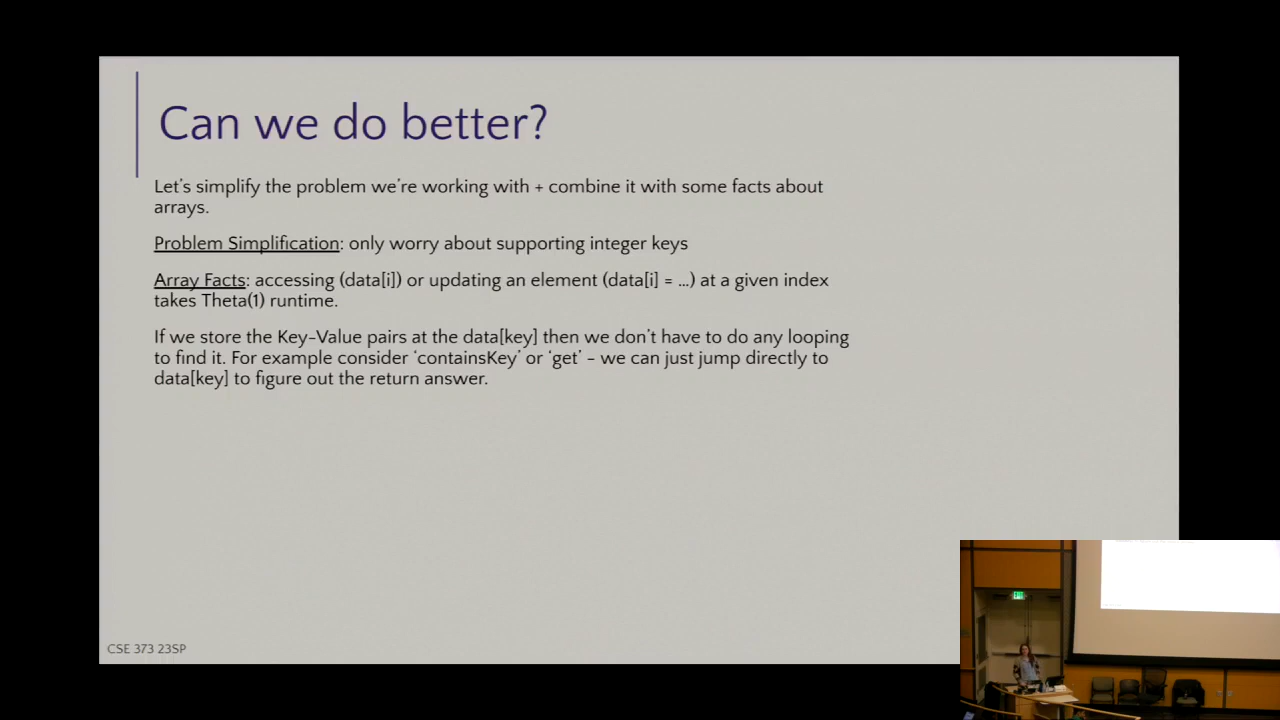 Can we do better?
Let's simplify the problem we're working with + combine it with some facts about
arrays.
Problem Simplification: only worry about supporting integer keys
Array Facts: accessing (data[i]) or updating an element (data[i] = …) at a given index
takes Theta(1) runtime.
If we store the Key-Value pairs at the data[key] then we don't have to do any looping
to find it. For example consider 'containsKey' or 'get' – we can just jump directly to
data[key] to figure out the return answer.
CSE 373 23SP